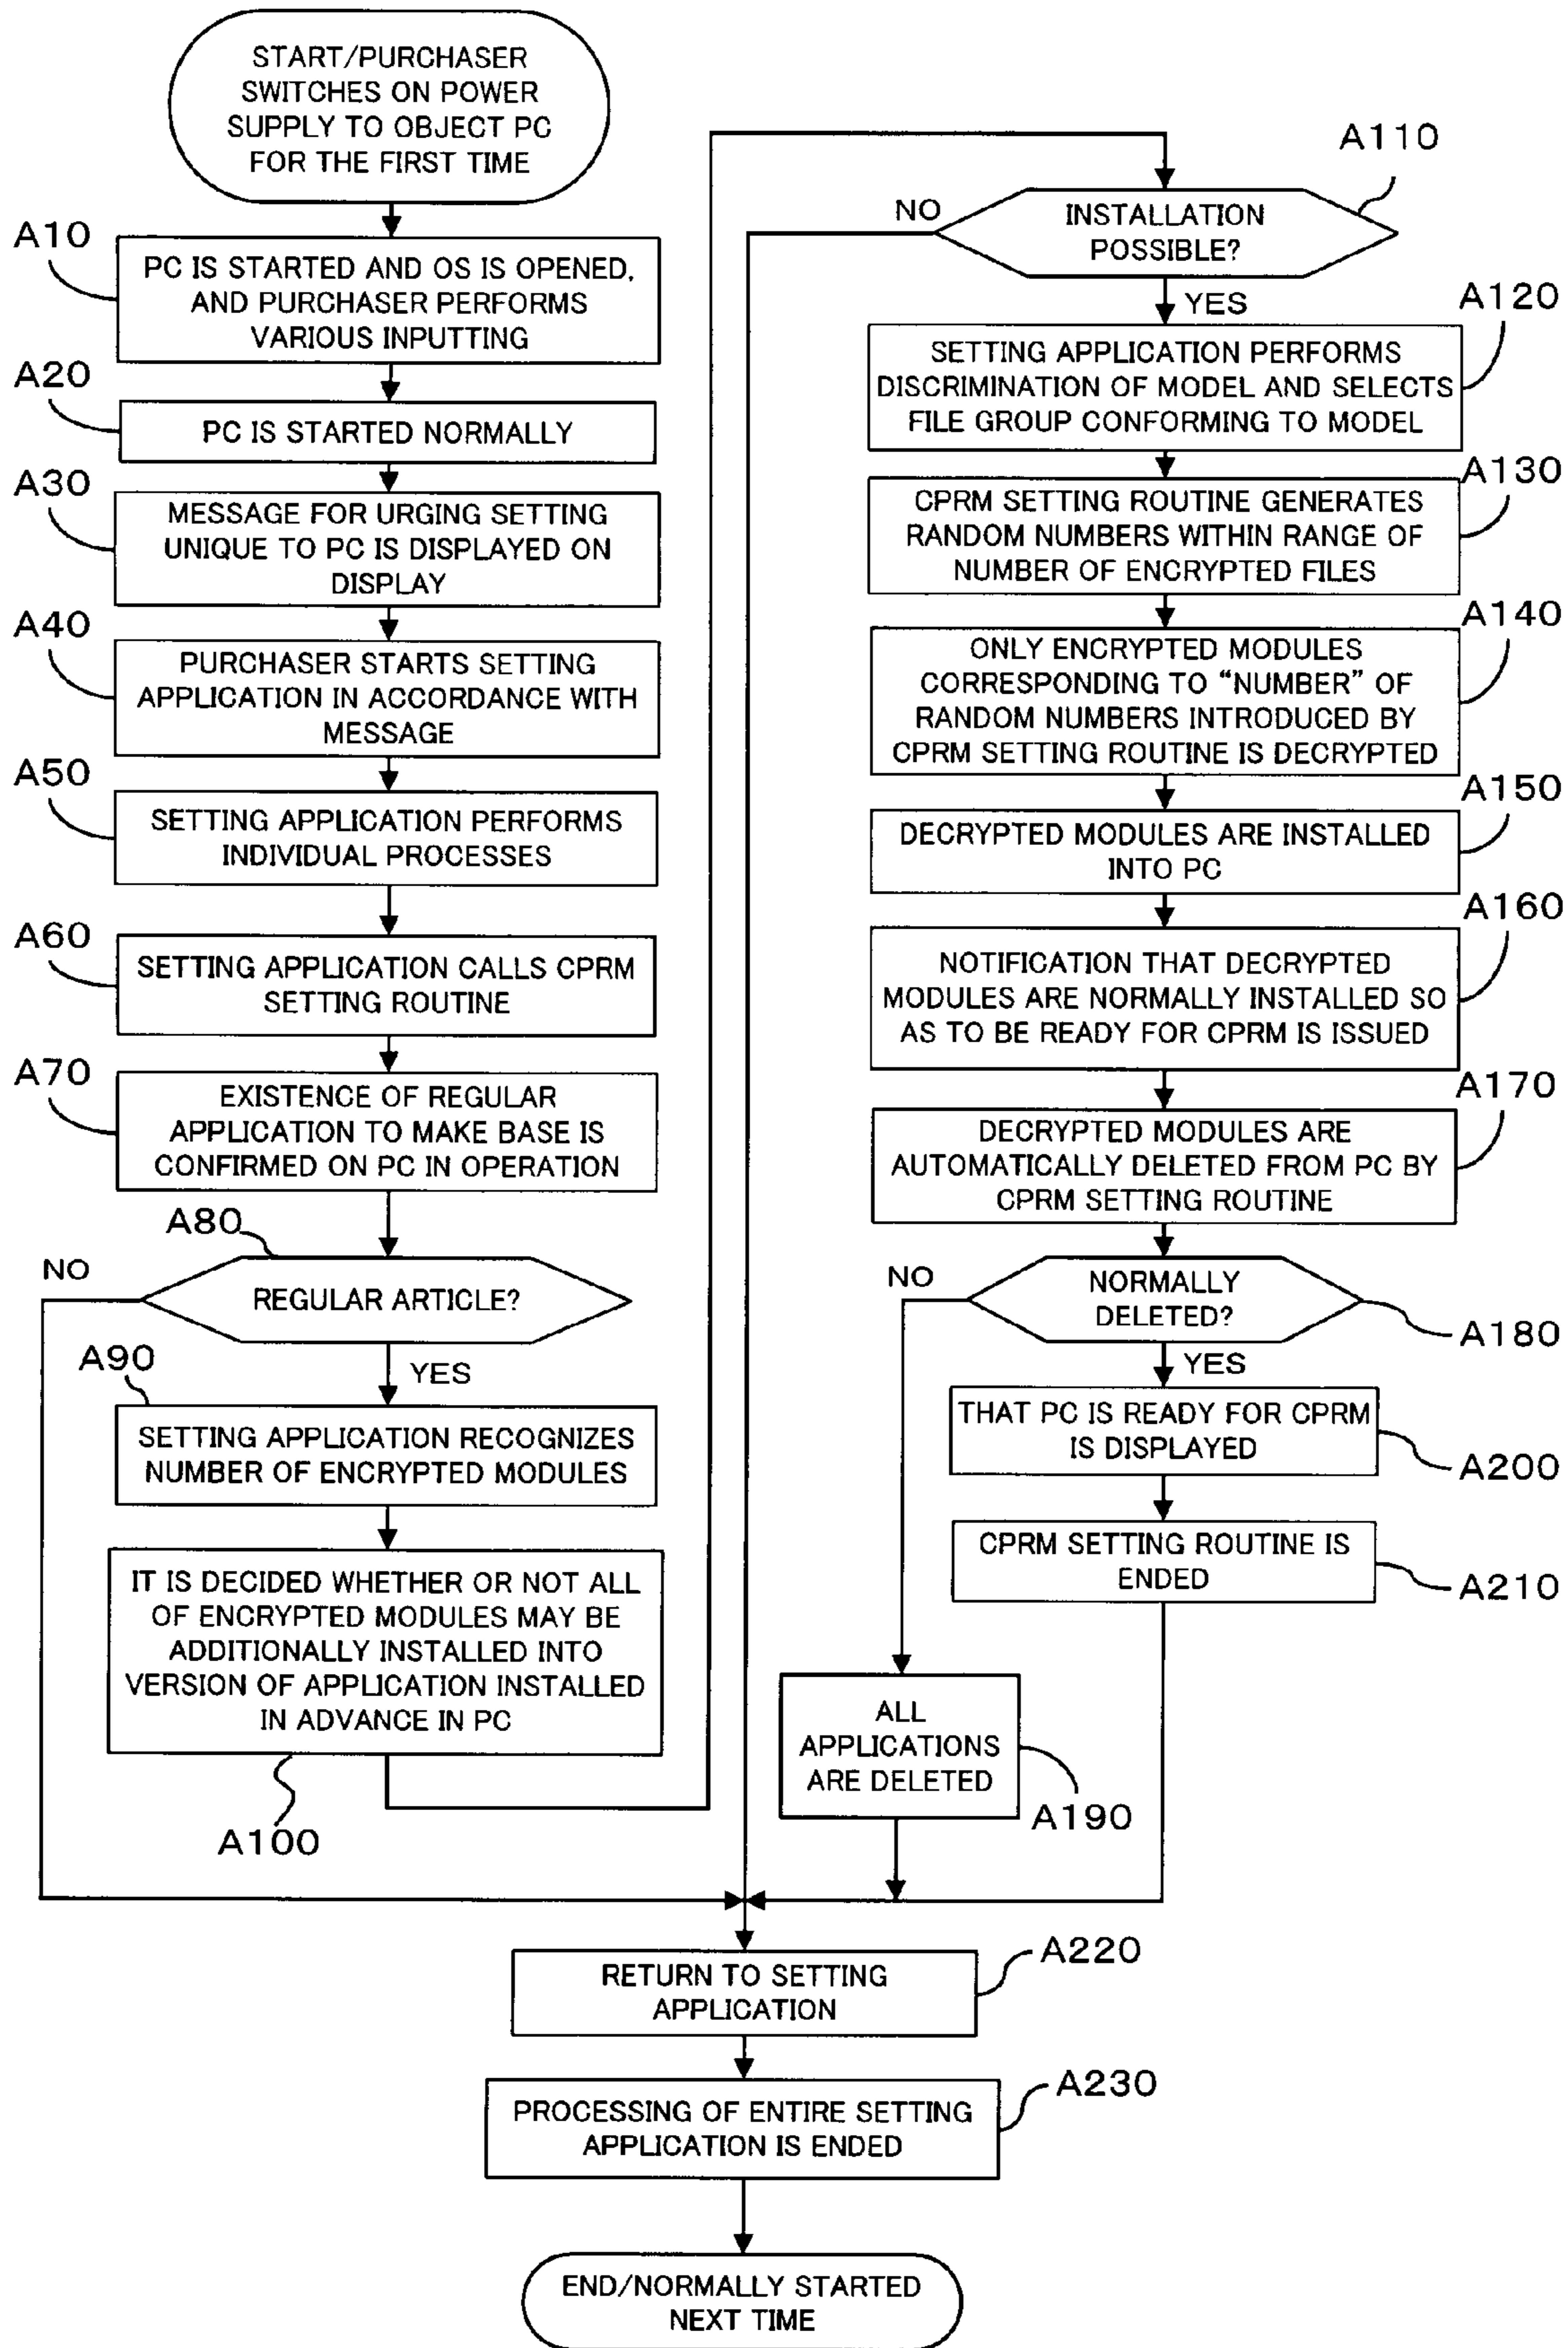 START/PURCHASER
SWITCHES ON POWER
SUPPLY TO OBJECT PC
FOR THE FIRST TIME
A10
PC IS STARTED AND OS IS OPENED,
AND PURCHASER PERFORMS
VARIOUS INPUTTING
A20
PC IS STARTED NORMALLY
A30
MESSAGE FOR URGING SETTING
UNIQUE TO PC IS DISPLAYED ON
DISPLAY
A40
PURCHASER STARTS SETTING
APPLICATION IN ACCORDANCE WITH
MESSAGE
A50
SETTING APPLICATION PERFORMS
INDIVIDUAL PROCESSES
A60
SETTING APPLICATION CALLS CPRM
SETTING ROUTINE
A70
EXISTENCE OF REGULAR
APPLICATION TO MAKE BASE IS
CONFIRMED ON PC IN OPERATION
A80
NO
REGULAR ARTICLE?
YES
A90
SETTING APPLICATION RECOGNIZES
NUMBER OF ENCRYPTED MODULES
IT IS DECIDED WHETHER OR NOT ALL
OF ENCRYPTED MODULES MAY BE
ADDITIONALLY INSTALLED INTO
VERSION OF APPLICATION INSTALLED
IN ADVANCE IN PC
A100
A110
NO
INSTALLATION
POSSIBLE?
YES
A120
SETTING APPLICATION PERFORMS
DISCRIMINATION OF MODEL AND SELECTS
FILE GROUP CONFORMING TO MODEL
A130
CPRM SETTING ROUTINE GENERATES
RANDOM NUMBERS WITHIN RANGE OF
NUMBER OF ENCRYPTED FILES
A140
ONLY ENCRYPTED MODULES
CORRESPONDING TO “NUMBER” OF
RANDOM NUMBERS INTRODUCED BY
CPRM SETTING ROUTINE IS DECRYPTED
A150
DECRYPTED MODULES ARE INSTALLED
INTO PC
A160
NOTIFICATION THAT DECRYPTED
MODULES ARE NORMALLY INSTALLED SO
AS TO BE READY FOR CPRM IS ISSUED
A170
DECRYPTED MODULES ARE
AUTOMATICALLY DELETED FROM PC BY
CPRM SETTING ROUTINE
NO
NORMALLY
DELETED?
A180
YES
THAT PC IS READY FOR CPRM
IS DISPLAYED
A200
CPRM SETTING ROUTINE IS
ENDED
A210
ALL
APPLICATIONS
ARE DELETED
A190
A220
RETURN TO SETTING
APPLICATION
A230
PROCESSING OF ENTIRE SETTING
APPLICATION IS ENDED
END/NORMALLY STARTED
NEXT TIME